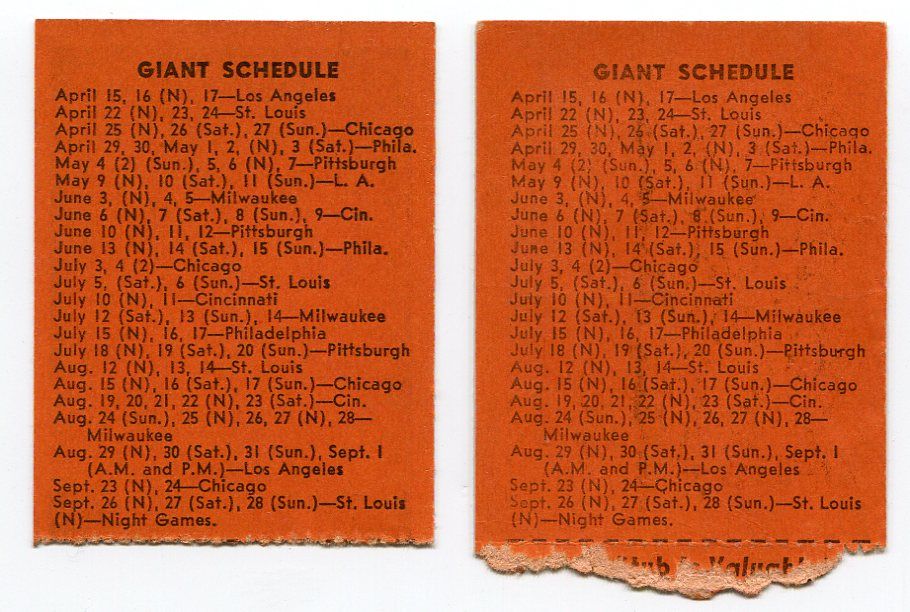 GIANT SCHEDULE
April 15, 16 (N), 17—Los Angeles
April 22 (N), 23, 24—St. Louis
April 25 (N), 26 (Sat.), 27 (Sun.)—Chicago
April 29, 30, May 1, 2, (N), 3 (Sat.)—Phila.
May 4 (2) (Sun.), 5, 6 (N), 7—Pittsburgh
May 9 (N), 10 (Sat.), 11 (Sun.)—L. A.
June 3, (N), 4, 5—Milwaukee
June 6 (N), 7 (Sat.), 8 (Sun.), 9—Cin.
June 10 (N), 11, 12—Pittsburgh
June 13 (N), 14 (Sat.), 15 (Sun.)—Phila.
July 3, 4 (2)—Chicago
July 5, (Sat.), 6 (Sun.)—St. Louis
July 10 (N), 11—Cincinnati
July 12 (Sat.), 13 (Sun.), 14—Milwaukee
July 15 (N), 16, 17—Philadelphia
July 18 (N), 19 (Sat.), 20 (Sun.)—Pittsburgh
Aug. 12 (N), 13, 14—St. Louis
Aug. 15 (N), 16 (Sat.), 17 (Sun.)—Chicago
Aug. 19, 20, 21, 22 (N), 23 (Sat.)—Cin.
Aug. 24 (Sun.), 25 (N), 26, 27 (N), 28—
Milwaukee
Aug. 29 (N), 30 (Sat.), 31 (Sun.), Sept. 1
(A.M. and P.M.)—Los Angeles
Sept. 23 (N), 24—Chicago
Sept. 26 (N), 27 (Sat.), 28 (Sun.)—St. Louis
(N)—Night Games.
GIANT SCHEDULE
April 15, 16 (N), 17—Los Angeles
April 22 (N), 23, 24—St. Louis
April 25 (N), 26 (Sat.), 27 (Sun.)—Chicago
April 29, 30, May 1, 2, (N), 3 (Sat.)—Phila.
May 4 (2) (Sun.), 5, 6 (N), 7—Pittsburgh
May 9 (N), 10 (Sat.), 11 (Sun.)—L. A.
June 3, (N), 4, 5—Milwaukee
June 6 (N), 7 (Sat.), 8 (Sun.), 9—Cin.
June 10 (N), 11, 12—Pittsburgh
June 13 (N), 14 (Sat.), 15 (Sun.)—Phila.
July 3, 4 (2)—Chicago
July 5, (Sat.), 6 (Sun.)—St. Louis
July 10 (N), 11—Cincinnati
July 12 (Sat.), 13 (Sun.), 14—Milwaukee
July 15 (N), 16, 17—Philadelphia
July 18 (N), 19 (Sat.), 20 (Sun.)—Pittsburgh
Aug. 12 (N), 13, 14—St. Louis
Aug. 15 (N), 16 (Sat.), 17 (Sun.)—Chicago
Aug. 19, 20, 21, 22 (N), 23 (Sat.)—Cin.
Aug. 24 (Sun.), 25 (N), 26, 27 (N), 28—
Milwaukee
Aug. 29 (N), 30 (Sat.), 31 (Sun.), Sept. 1
(A.M. and P.M.)—Los Angeles
Sept. 23 (N), 24—Chicago
Sept. 26 (N), 27 (Sat.), 28 (Sun.)—St. Louis
(N)—Night Games.